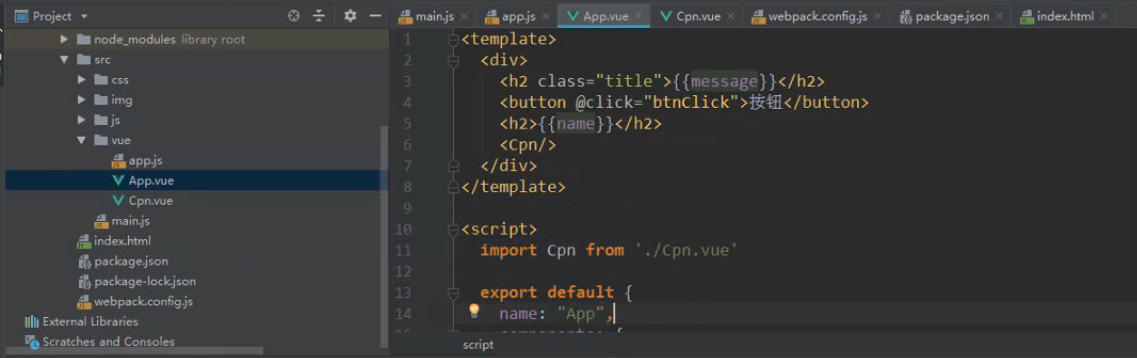 Project
main.js
app.js
App.vue
Cpn.vue
webpack.config.js
package.json
index.html
node_modules library root
src
css
img
js
vue
app.js
App.vue
Cpn.vue
main.js
index.html
package.json
package-lock.json
webpack.config.js
External Libraries
Scratches and Consoles
1 <template>
2 <div>
3 <h2 class="title">{{message}}</h2>
4 <button @click="btnClick">按钮</button>
5 <h2>{{name}}</h2>
6 <Cpn/>
7 </div>
8 </template>
9
10 <script>
11 import Cpn from './Cpn.vue'
12
13 export default {
14 name: "App",
15 components: {
script